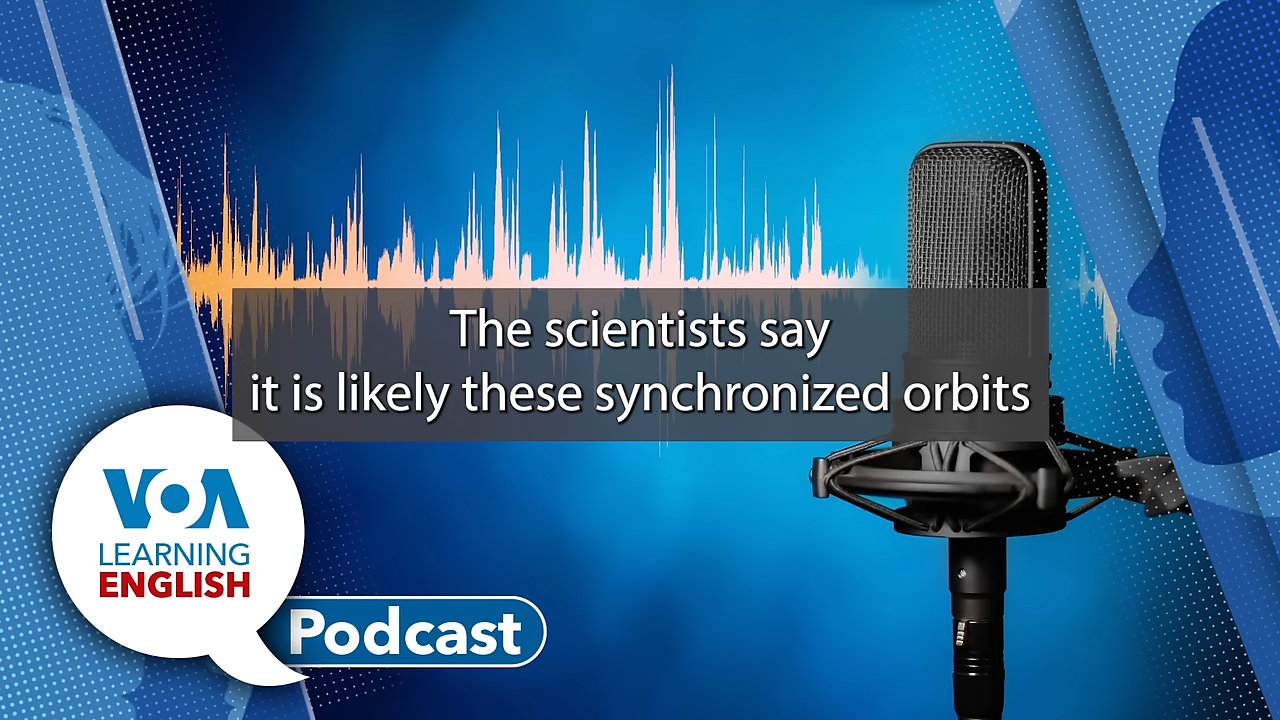 The scientists say
it is likely these synchronized orbits
VOA
LEARNING
ENGLISH
Podcast